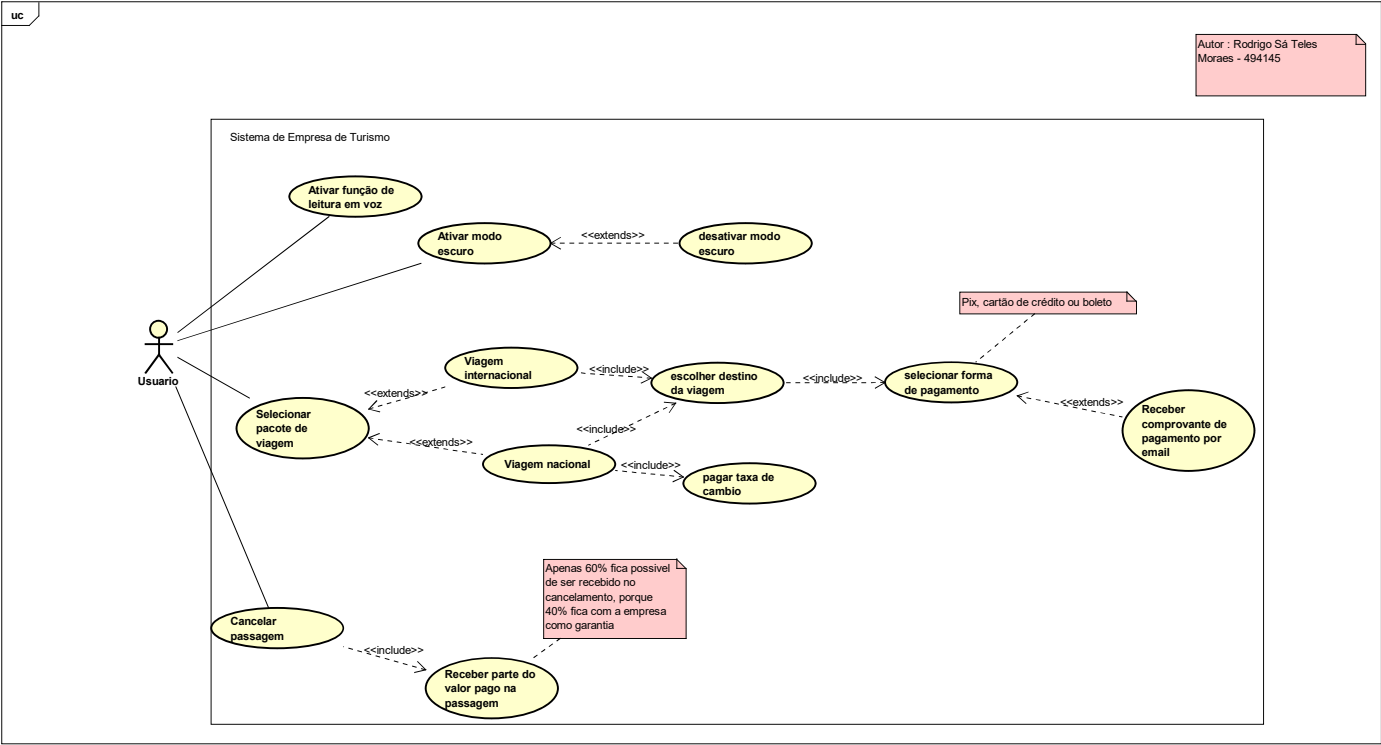 uc
Autor : Rodrigo Sá Teles
Moraes - 494145
Sistema de Empresa de Turismo
Ativar função de
leitura em voz
Ativar modo
escuro
<<extends>>
desativar modo
escuro
Pix, cartão de crédito ou boleto
Usuario
Viagem
internacional
<<include>>
escolher destino
da viagem
<<include>>
selecionar forma
de pagamento
<<extends>>
<<extends>>
Receber
comprovante de
pagamento por
email
Selecionar
pacote de
viagem
<<extends>>
<<include>>
Viagem nacional
<<include>>
pagar taxa de
cambio
Apenas 60% fica possivel
de ser recebido no
cancelamento, porque
40% fica com a empresa
como garantia
Cancelar
passagem
<<include>>
Receber parte do
valor pago na
passagem